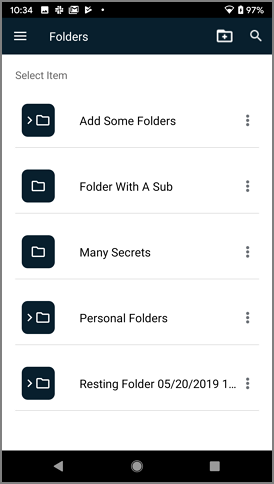 10:34
97%
Folders
Select Item
Add Some Folders
Folder With A Sub
Many Secrets
Personal Folders
Resting Folder 05/20/2019 1...